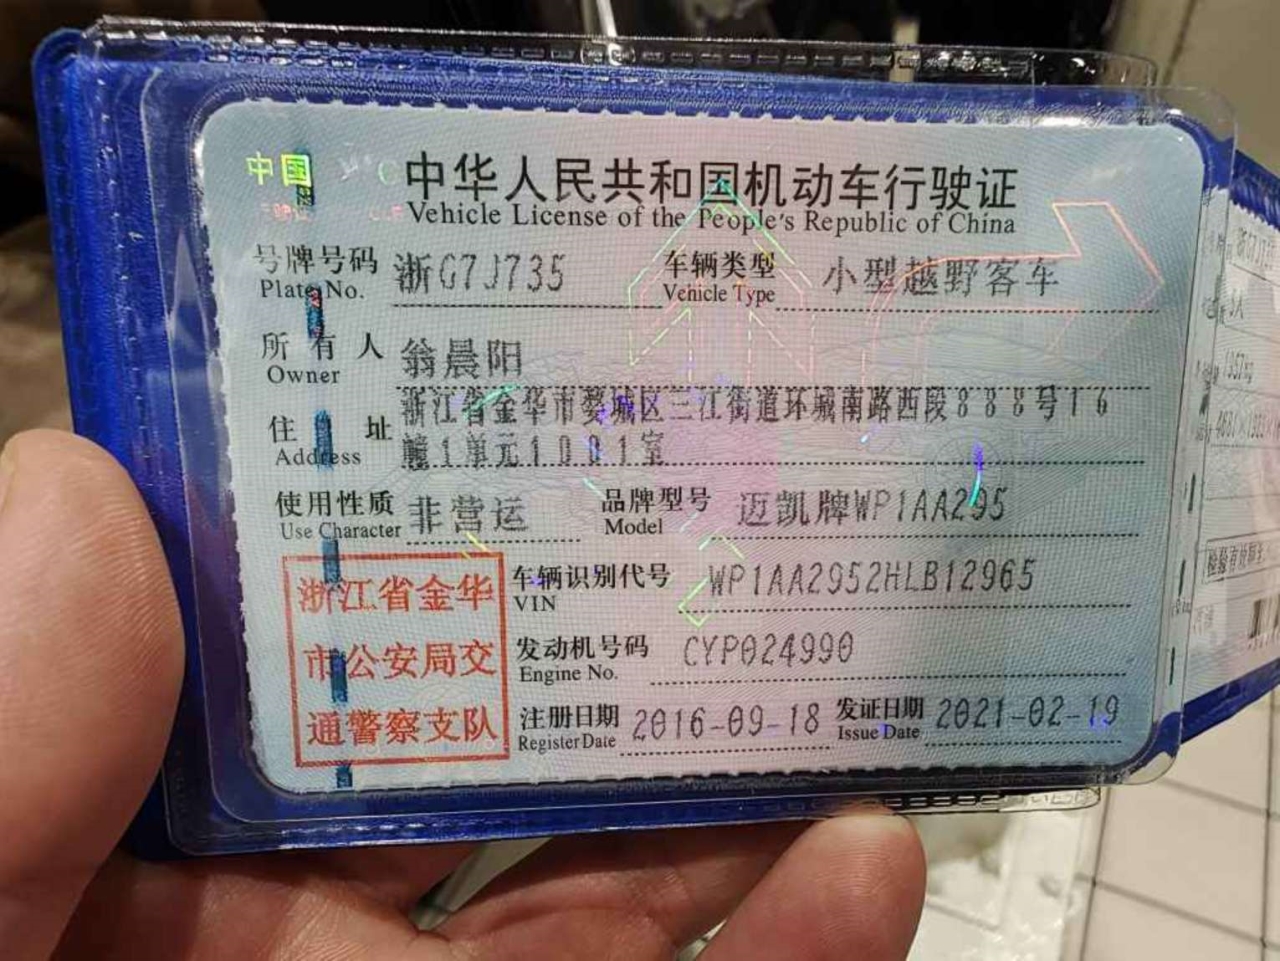 中国
中华人民共和国机动车行驶证
Vehicle License of the People's Republic of China
号牌号码 浙G7J735 车辆类型 小型越野客车
Plate No. Vehicle Type
所有人 翁晨阳
Owner
浙江省金华市婺城区三江街道环城南路西段888号16
住址
Address 幢1单元1001室
使用性质 非营运 品牌型号 迈凯牌WP1AA295
Use Character Model
浙江省金华
市公安局交
通警察支队
车辆识别代号 WP1AA2952HLB12965
VIN
发动机号码 CYP024990
Engine No.
注册日期 2016-09-18 发证日期 2021-02-19
Register Date Issue Date